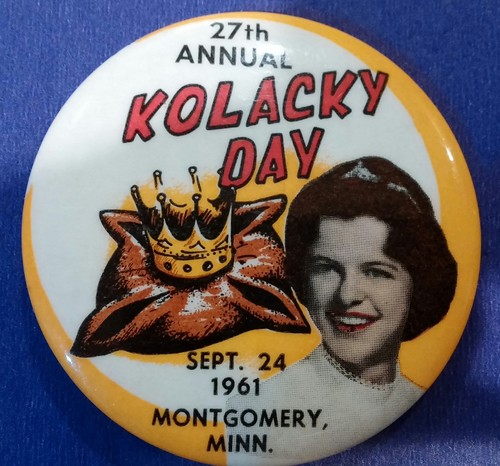 27th
ANNUAL
KOLACKY
DAY
SEPT. 24
1961
MONTGOMERY,
MINN.